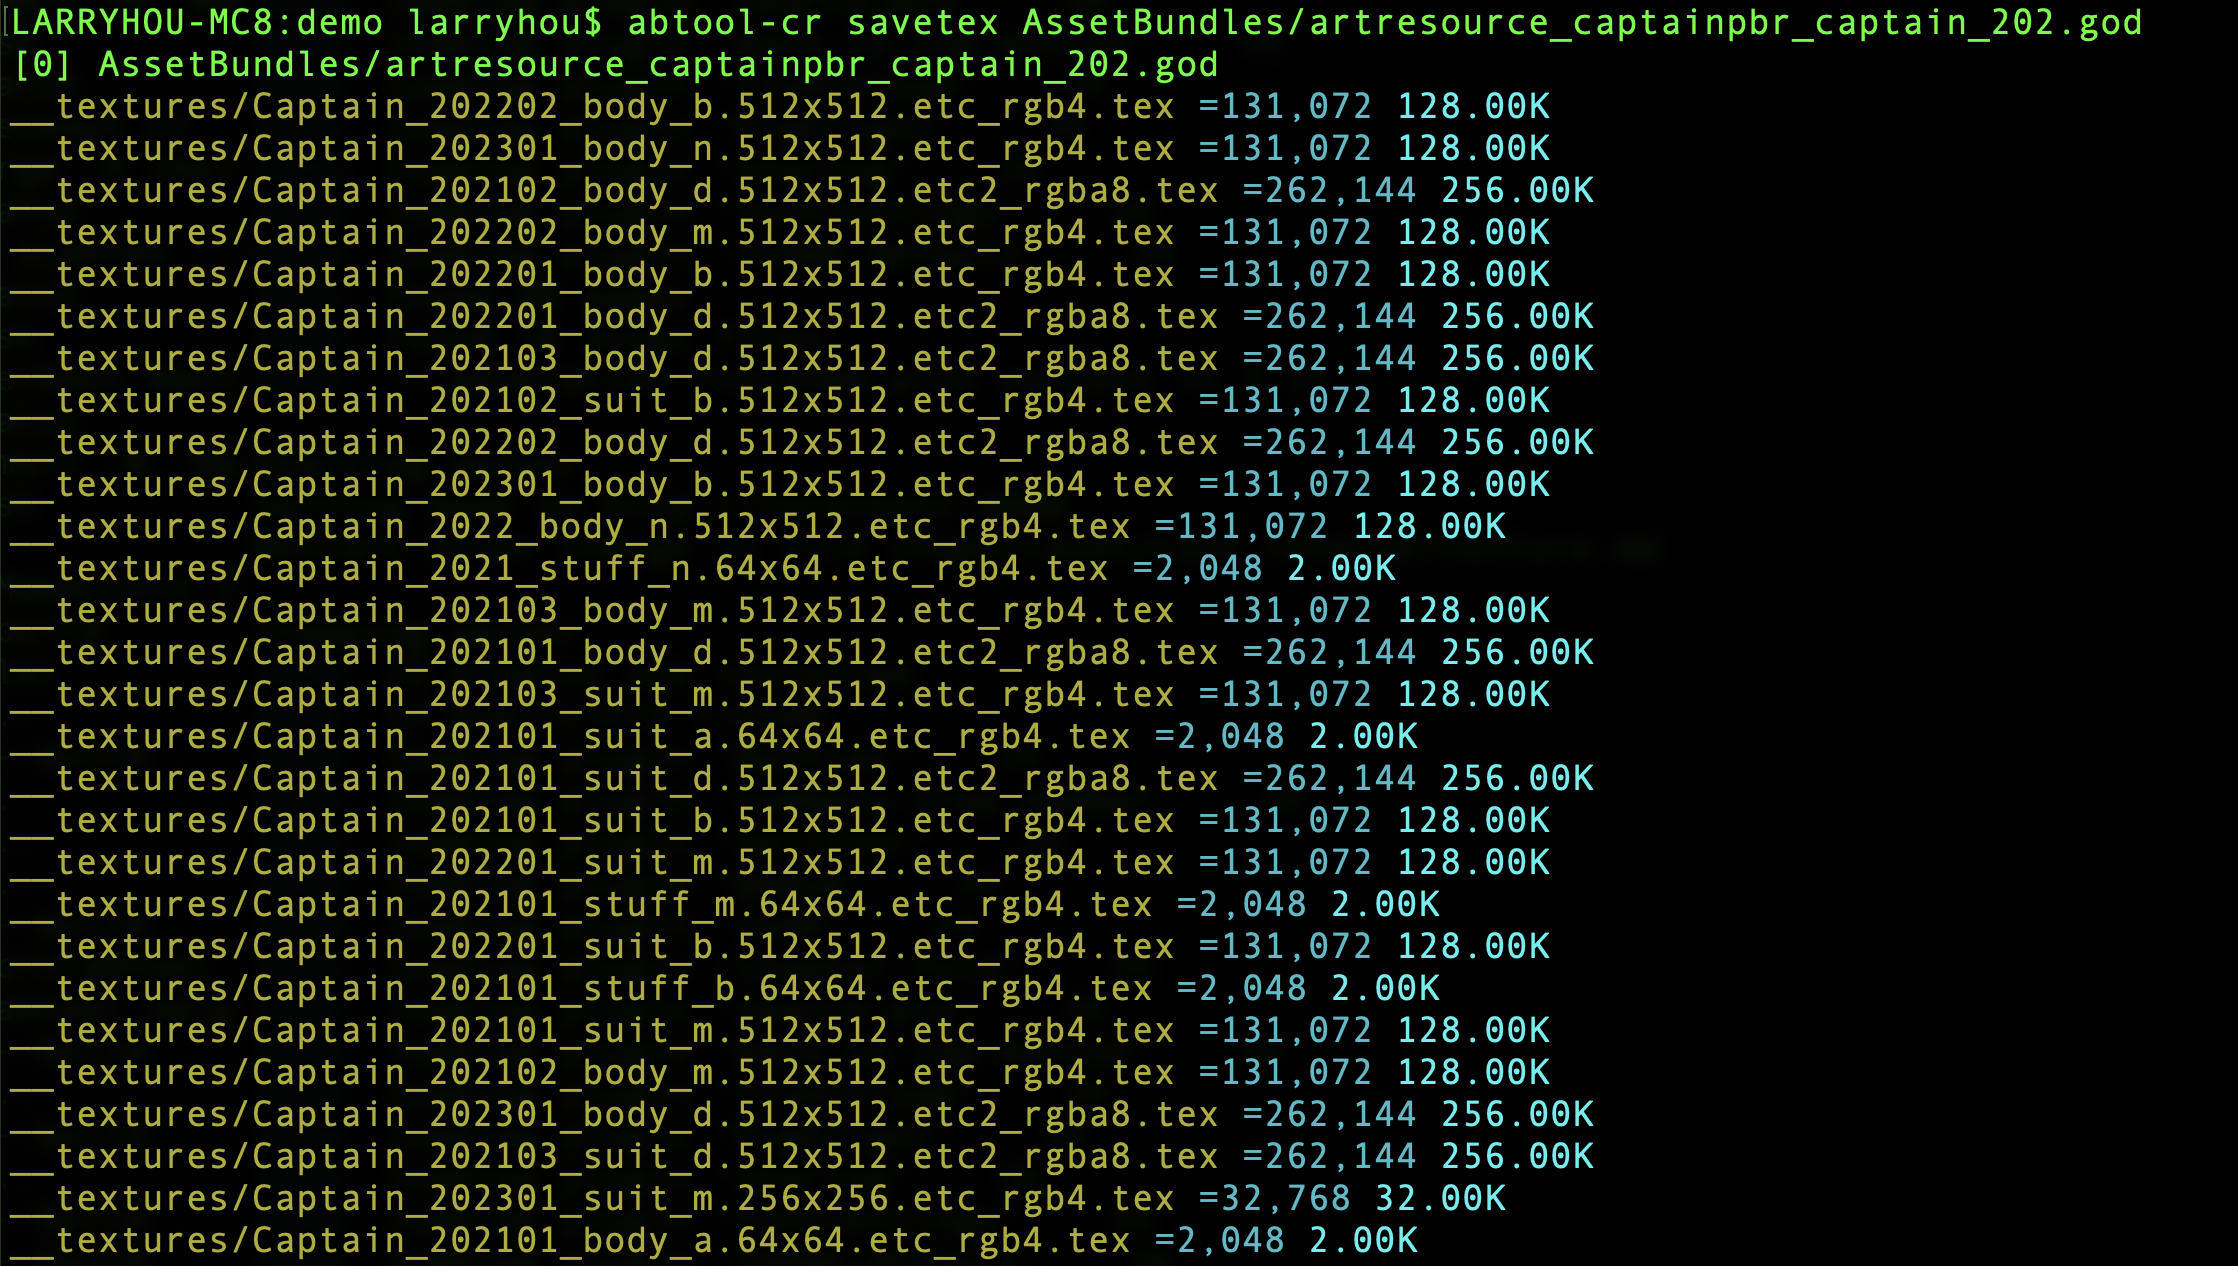 [LARRYHOU-MC8:demo larryhou$ abtool-cr savetex AssetBundles/artresource_captainpbr_captain_202.god
[0] AssetBundles/artresource_captainpbr_captain_202.god
__textures/Captain_202202_body_b.512x512.etc_rgb4.tex =131,072 128.00K
__textures/Captain_202301_body_n.512x512.etc_rgb4.tex =131,072 128.00K
__textures/Captain_202102_body_d.512x512.etc2_rgba8.tex =262,144 256.00K
__textures/Captain_202202_body_m.512x512.etc_rgb4.tex =131,072 128.00K
__textures/Captain_202201_body_b.512x512.etc_rgb4.tex =131,072 128.00K
__textures/Captain_202201_body_d.512x512.etc2_rgba8.tex =262,144 256.00K
__textures/Captain_202103_body_d.512x512.etc2_rgba8.tex =262,144 256.00K
__textures/Captain_202102_suit_b.512x512.etc_rgb4.tex =131,072 128.00K
__textures/Captain_202202_body_d.512x512.etc2_rgba8.tex =262,144 256.00K
__textures/Captain_202301_body_b.512x512.etc_rgb4.tex =131,072 128.00K
__textures/Captain_2022_body_n.512x512.etc_rgb4.tex =131,072 128.00K
__textures/Captain_2021_stuff_n.64x64.etc_rgb4.tex =2,048 2.00K
__textures/Captain_202103_body_m.512x512.etc_rgb4.tex =131,072 128.00K
__textures/Captain_202101_body_d.512x512.etc2_rgba8.tex =262,144 256.00K
__textures/Captain_202103_suit_m.512x512.etc_rgb4.tex =131,072 128.00K
__textures/Captain_202101_suit_a.64x64.etc_rgb4.tex =2,048 2.00K
__textures/Captain_202101_suit_d.512x512.etc2_rgba8.tex =262,144 256.00K
__textures/Captain_202101_suit_b.512x512.etc_rgb4.tex =131,072 128.00K
__textures/Captain_202201_suit_m.512x512.etc_rgb4.tex =131,072 128.00K
__textures/Captain_202101_stuff_m.64x64.etc_rgb4.tex =2,048 2.00K
__textures/Captain_202201_suit_b.512x512.etc_rgb4.tex =131,072 128.00K
__textures/Captain_202101_stuff_b.64x64.etc_rgb4.tex =2,048 2.00K
__textures/Captain_202101_suit_m.512x512.etc_rgb4.tex =131,072 128.00K
__textures/Captain_202102_body_m.512x512.etc_rgb4.tex =131,072 128.00K
__textures/Captain_202301_body_d.512x512.etc2_rgba8.tex =262,144 256.00K
__textures/Captain_202103_suit_d.512x512.etc2_rgba8.tex =262,144 256.00K
__textures/Captain_202301_suit_m.256x256.etc_rgb4.tex =32,768 32.00K
__textures/Captain_202101_body_a.64x64.etc_rgb4.tex =2,048 2.00K